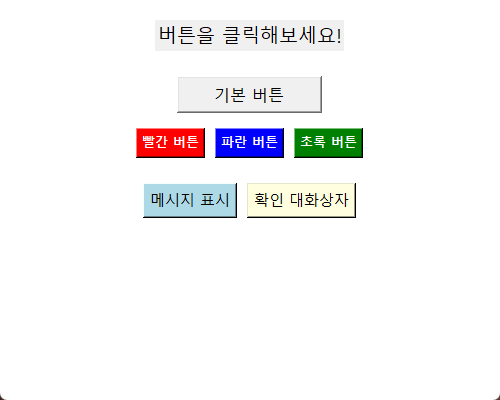 버튼을 클릭해보세요!
기본 버튼
빨간 버튼 파란 버튼 초록 버튼
메시지 표시 확인 대화상자